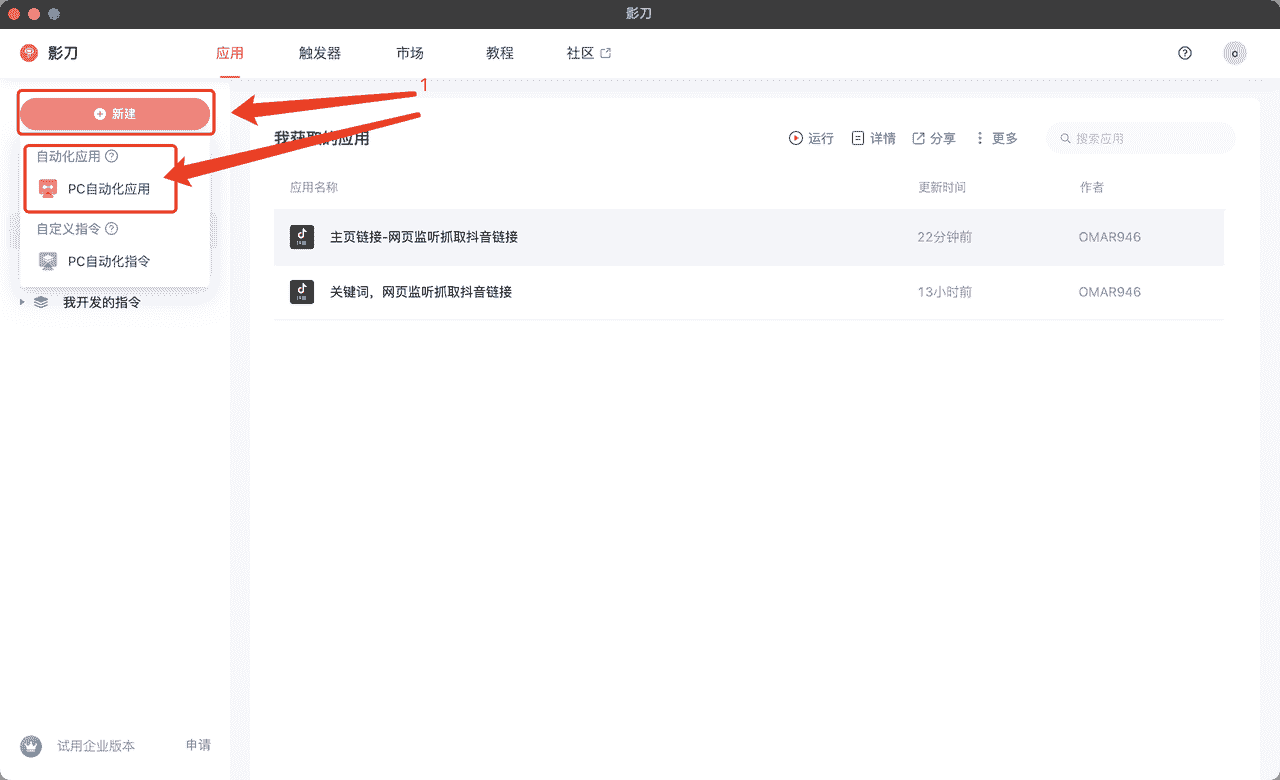 影刀
影刀 应用 触发器 市场 教程 社区
1
新建
自动化应用
PC自动化应用
自定义指令
PC自动化指令
我开发的指令
我获取的应用 运行 详情 分享 更多 搜索应用
应用名称 更新时间 作者
主页链接-网页监听抓取抖音链接 22分钟前 OMAR946
关键词，网页监听抓取抖音链接 13小时前 OMAR946
试用企业版本 申请